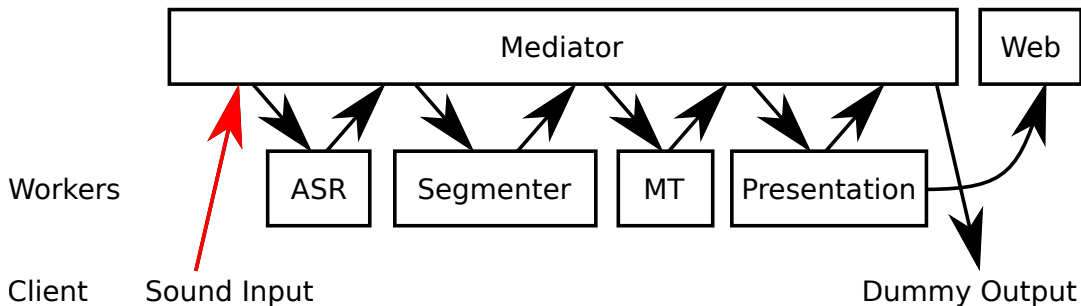 Mediator
Web
Workers
ASR
Segmenter
MT
Presentation
Client
Sound Input
Dummy Output